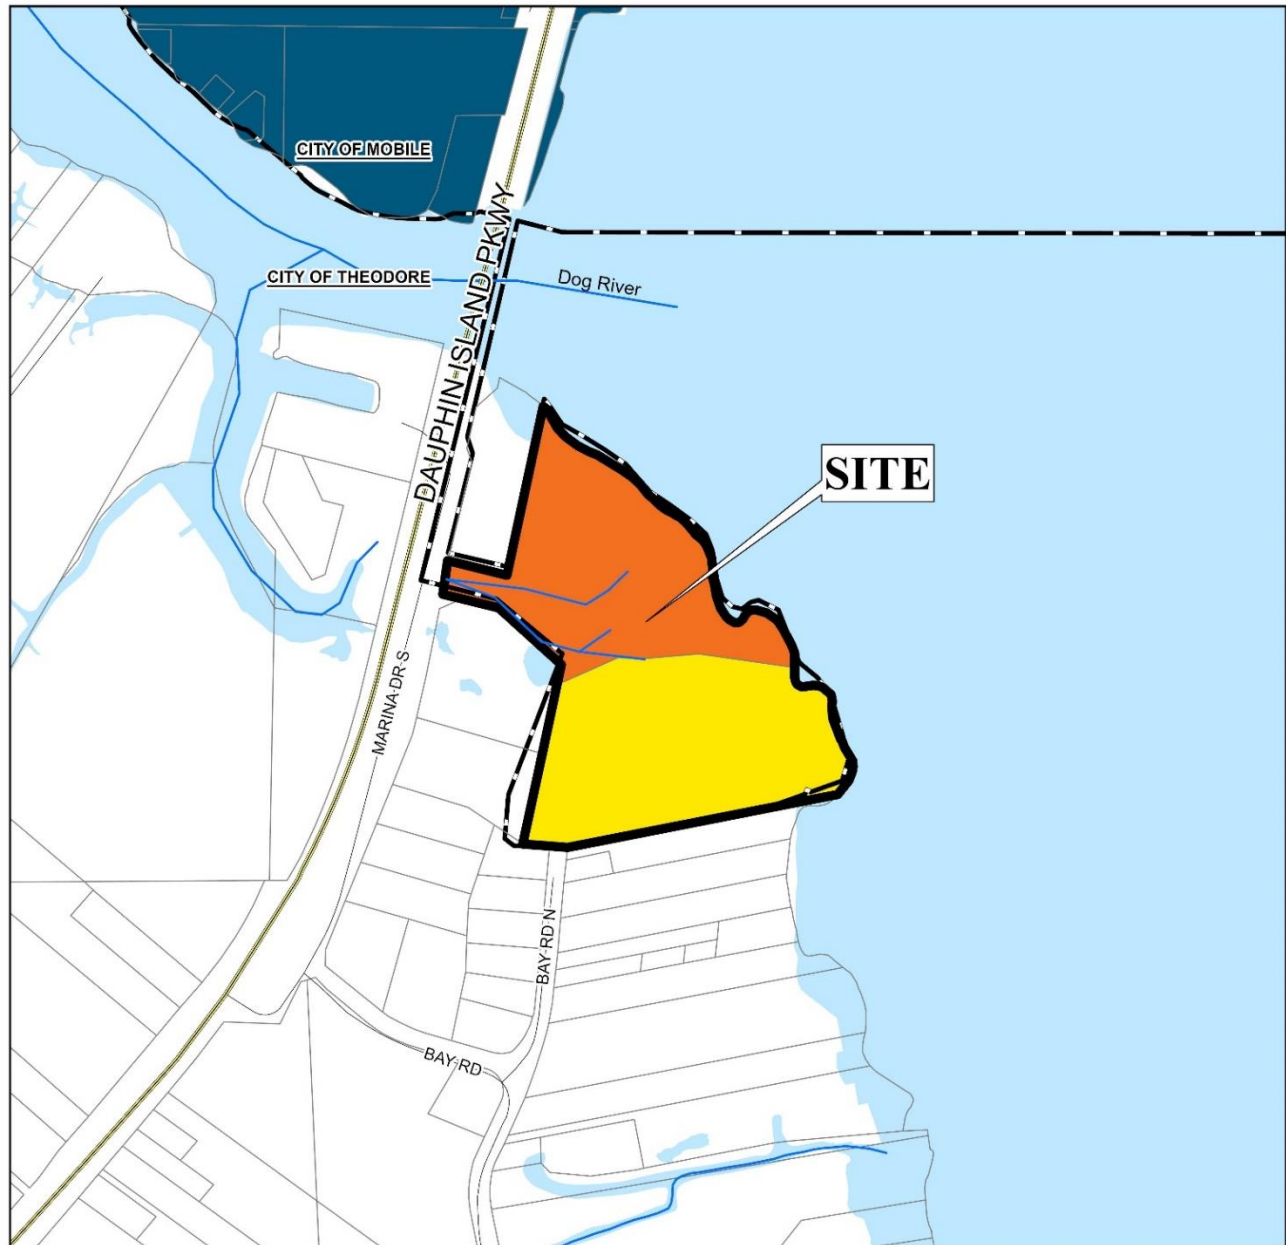 CITY OF MOBILE
DAUPHIN ISLAND PKWY
CITY OF THEODORE
Dog River
SITE
MARINA DR S
BAY RD N
BAY RD